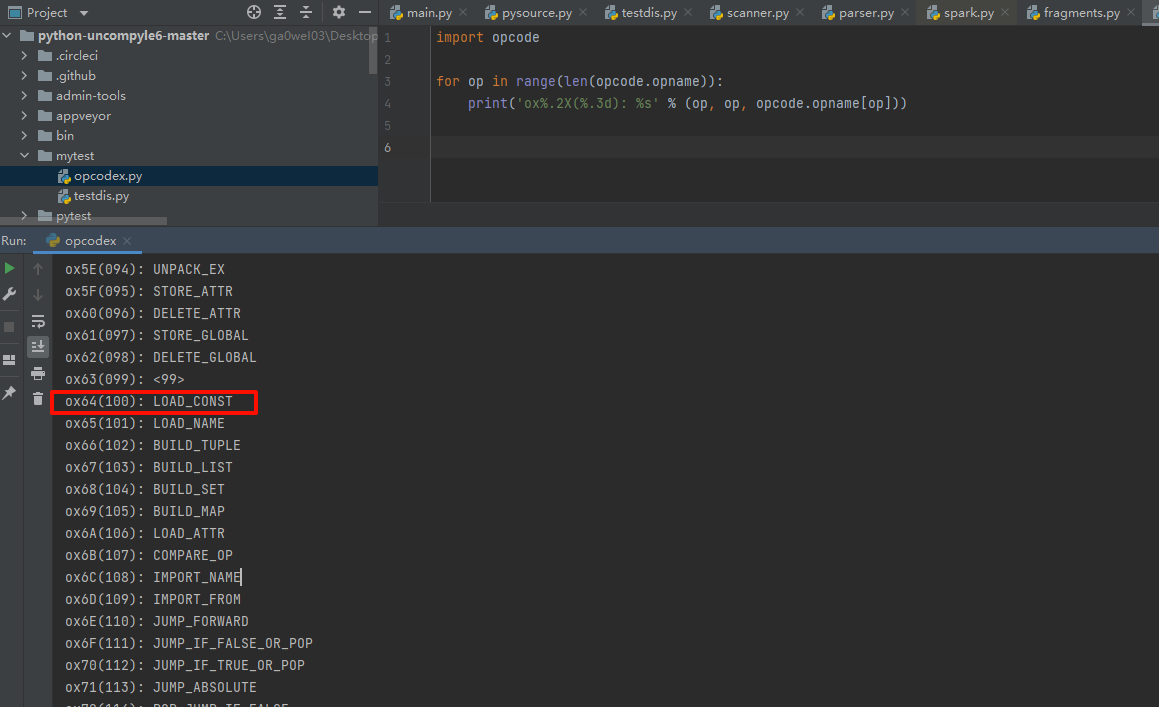 Project
main.py
pysource.py
testdis.py
scanner.py
parser.py
spark.py
fragments.py
python-uncompyle6-master C:\Users\ga0wei03\Desktop
.circleci
.github
admin-tools
appveyor
bin
mytest
opcodex.py
testdis.py
pytest
1 import opcode
2
3 for op in range(len(opcode.opname)):
4 print('ox%.2X(%.3d): %s' % (op, op, opcode.opname[op]))
5
6
Run: opcodex
ox5E(094): UNPACK_EX
ox5F(095): STORE_ATTR
ox60(096): DELETE_ATTR
ox61(097): STORE_GLOBAL
ox62(098): DELETE_GLOBAL
ox63(099): <99>
ox64(100): LOAD_CONST
ox65(101): LOAD_NAME
ox66(102): BUILD_TUPLE
ox67(103): BUILD_LIST
ox68(104): BUILD_SET
ox69(105): BUILD_MAP
ox6A(106): LOAD_ATTR
ox6B(107): COMPARE_OP
ox6C(108): IMPORT_NAME
ox6D(109): IMPORT_FROM
ox6E(110): JUMP_FORWARD
ox6F(111): JUMP_IF_FALSE_OR_POP
ox70(112): JUMP_IF_TRUE_OR_POP
ox71(113): JUMP_ABSOLUTE